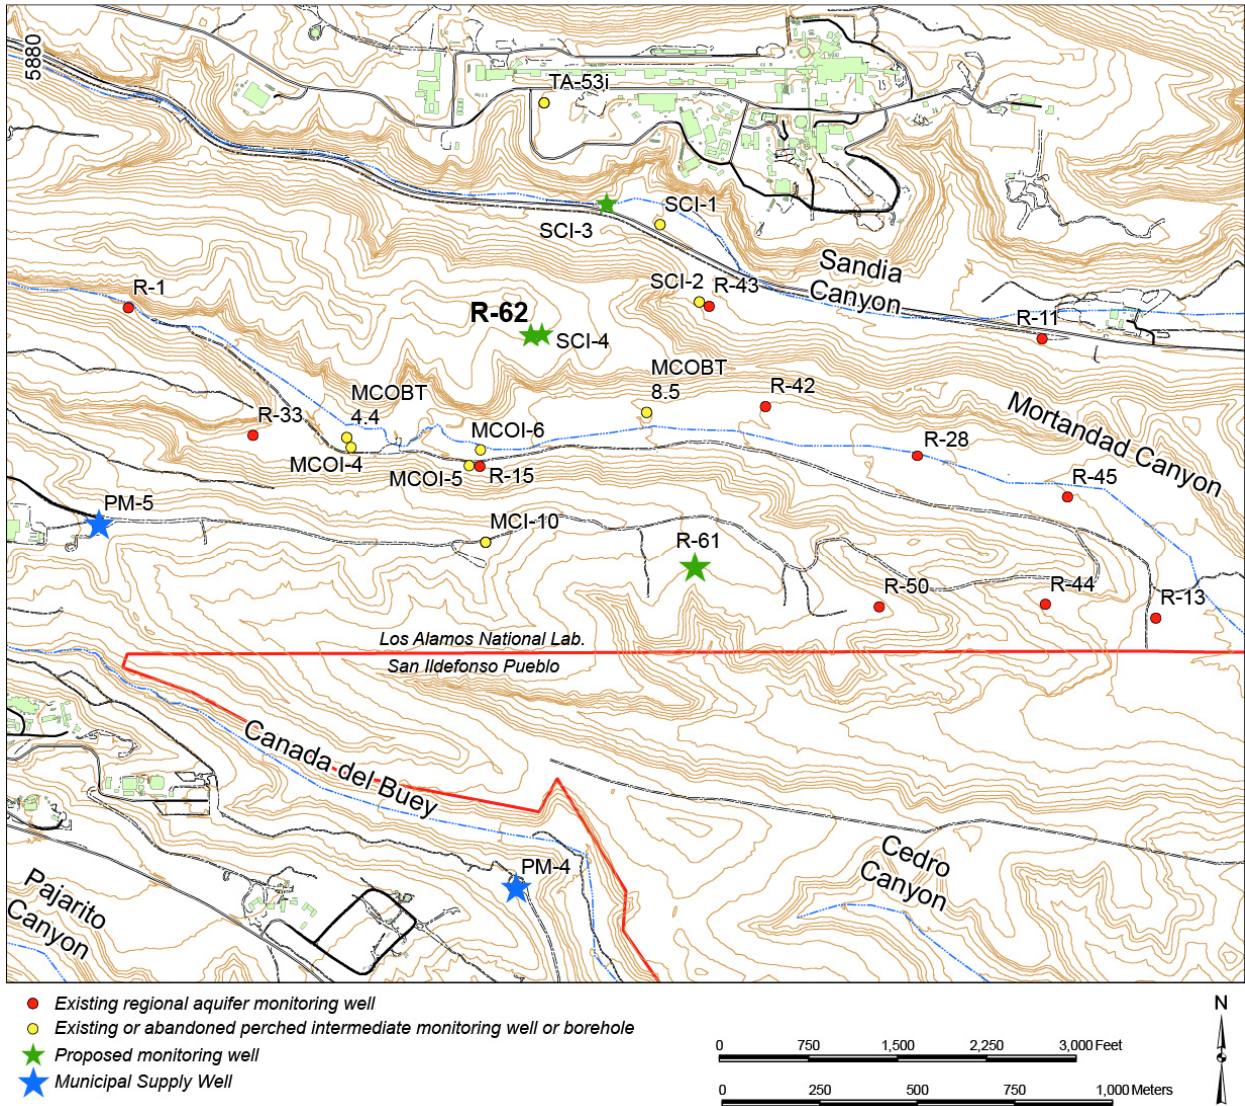 5880
TA-53i
SCI-1
SCI-3
Sandia
Canyon
SCI-2
R-43
R-1
R-62
SCI-4
R-11
MCOBT
4.4
MCOBT
8.5
R-42
R-33
MCOI-6
Mortandad Canyon
MCOI-4
MCOI-5
R-15
R-28
R-45
PM-5
MCI-10
R-61
R-50
R-44
R-13
Los Alamos National Lab.
San Ildefonso Pueblo
Canada del Buey
PM-4
Cedro
Canyon
Pajarito
Canyon
Existing regional aquifer monitoring well
Existing or abandoned perched intermediate monitoring well or borehole
Proposed monitoring well
Municipal Supply Well
0 750 1,500 2,250 3,000 Feet
0 250 500 750 1,000 Meters
N